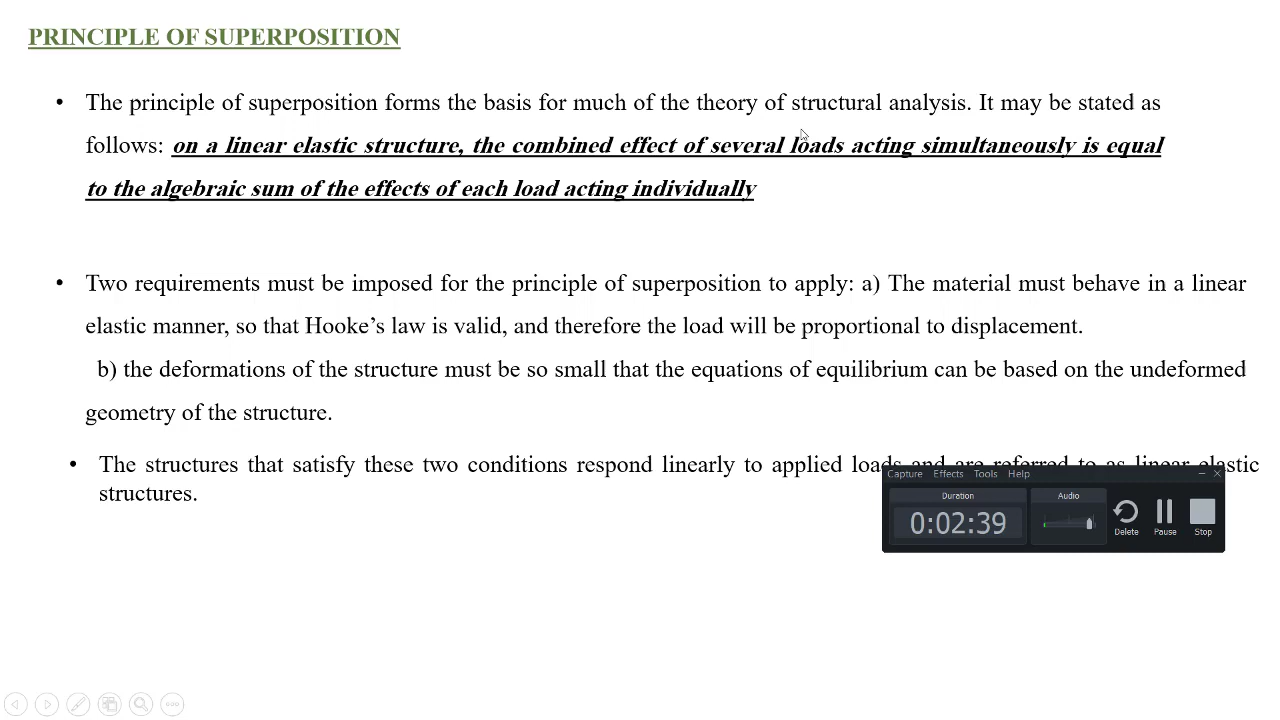 PRINCIPLE OF SUPERPOSITION
• The principle of superposition forms the basis for much of the theory of structural analysis. It may be stated as
follows: on a linear elastic structure, the combined effect of several loads acting simultaneously is equal
to the algebraic sum of the effects of each load acting individually
• Two requirements must be imposed for the principle of superposition to apply: a) The material must behave in a linear
elastic manner, so that Hooke's law is valid, and therefore the load will be proportional to displacement.
b) the deformations of the structure must be so small that the equations of equilibrium can be based on the undeformed
geometry of the structure.
• The structures that satisfy these two conditions respond linearly to applied loads and are referred to as linear elastic
structures.
Capture Effects Tools Help
Duration Audio
0:02:39
Delete Pause Stop